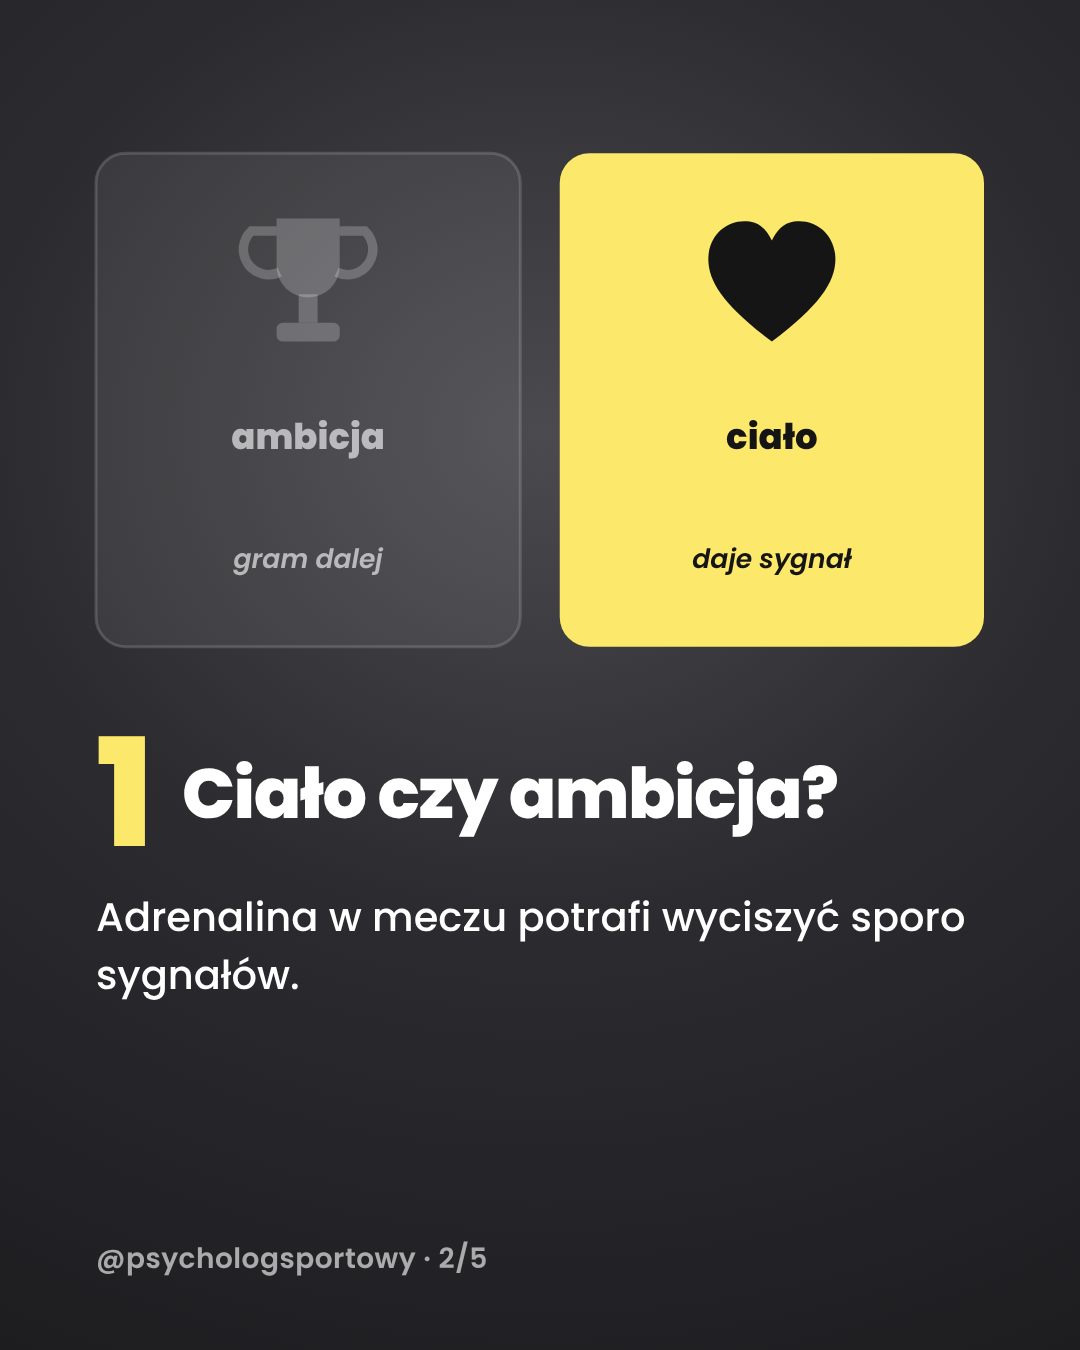 ambicja
gram dalej
ciało
daje sygnał
1 Ciało czy ambicja?
Adrenalina w meczu potrafi wyciszyć sporo
sygnałów.
@psychologsportowy · 2/5